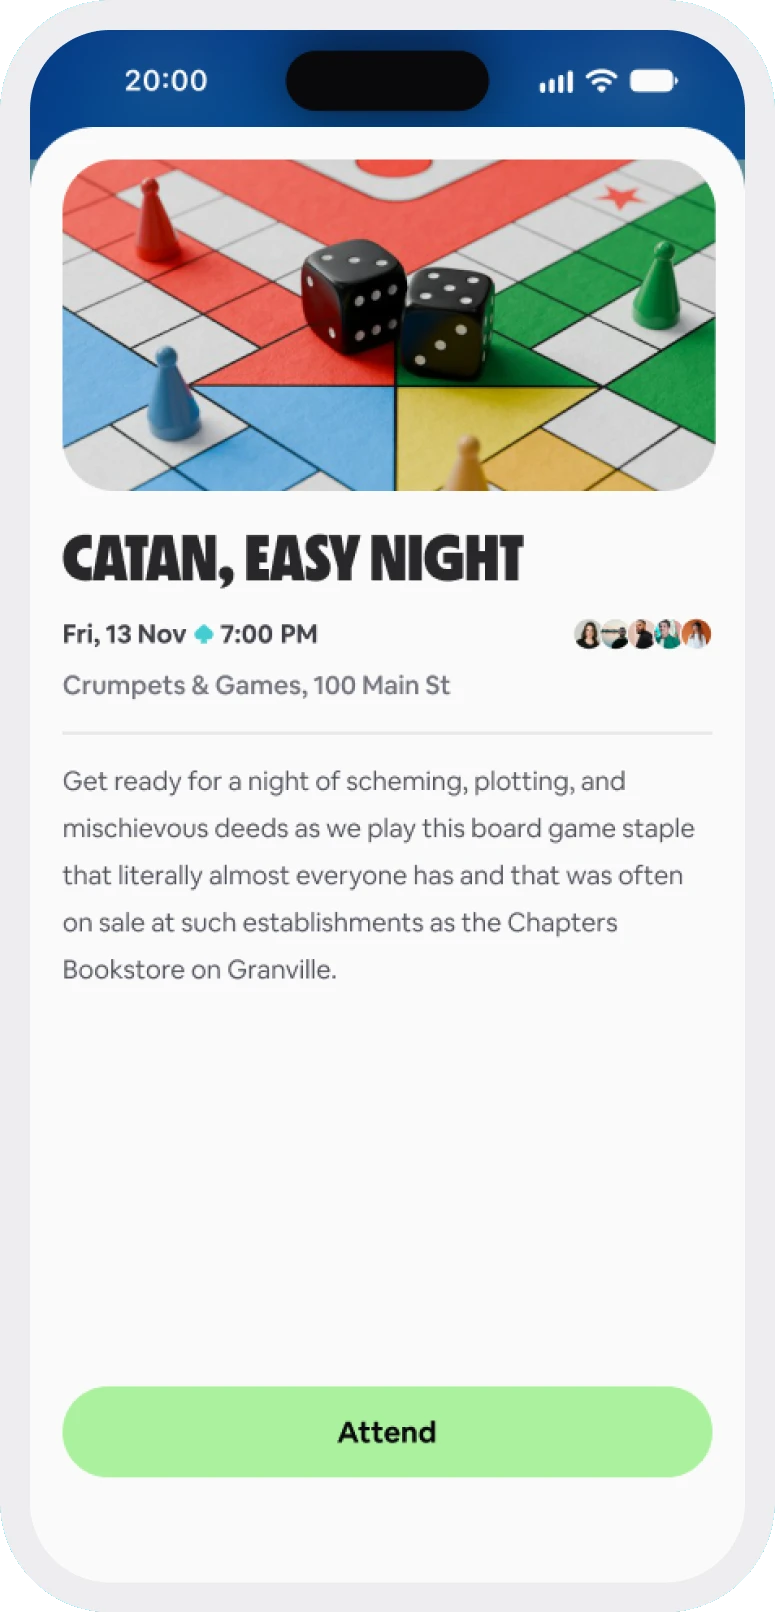 20:00
CATAN, EASY NIGHT
Fri, 13 Nov ♠ 7:00 PM
Crumpets & Games, 100 Main St
Get ready for a night of scheming, plotting, and
mischievous deeds as we play this board game staple
that literally almost everyone has and that was often
on sale at such establishments as the Chapters
Bookstore on Granville.
Attend